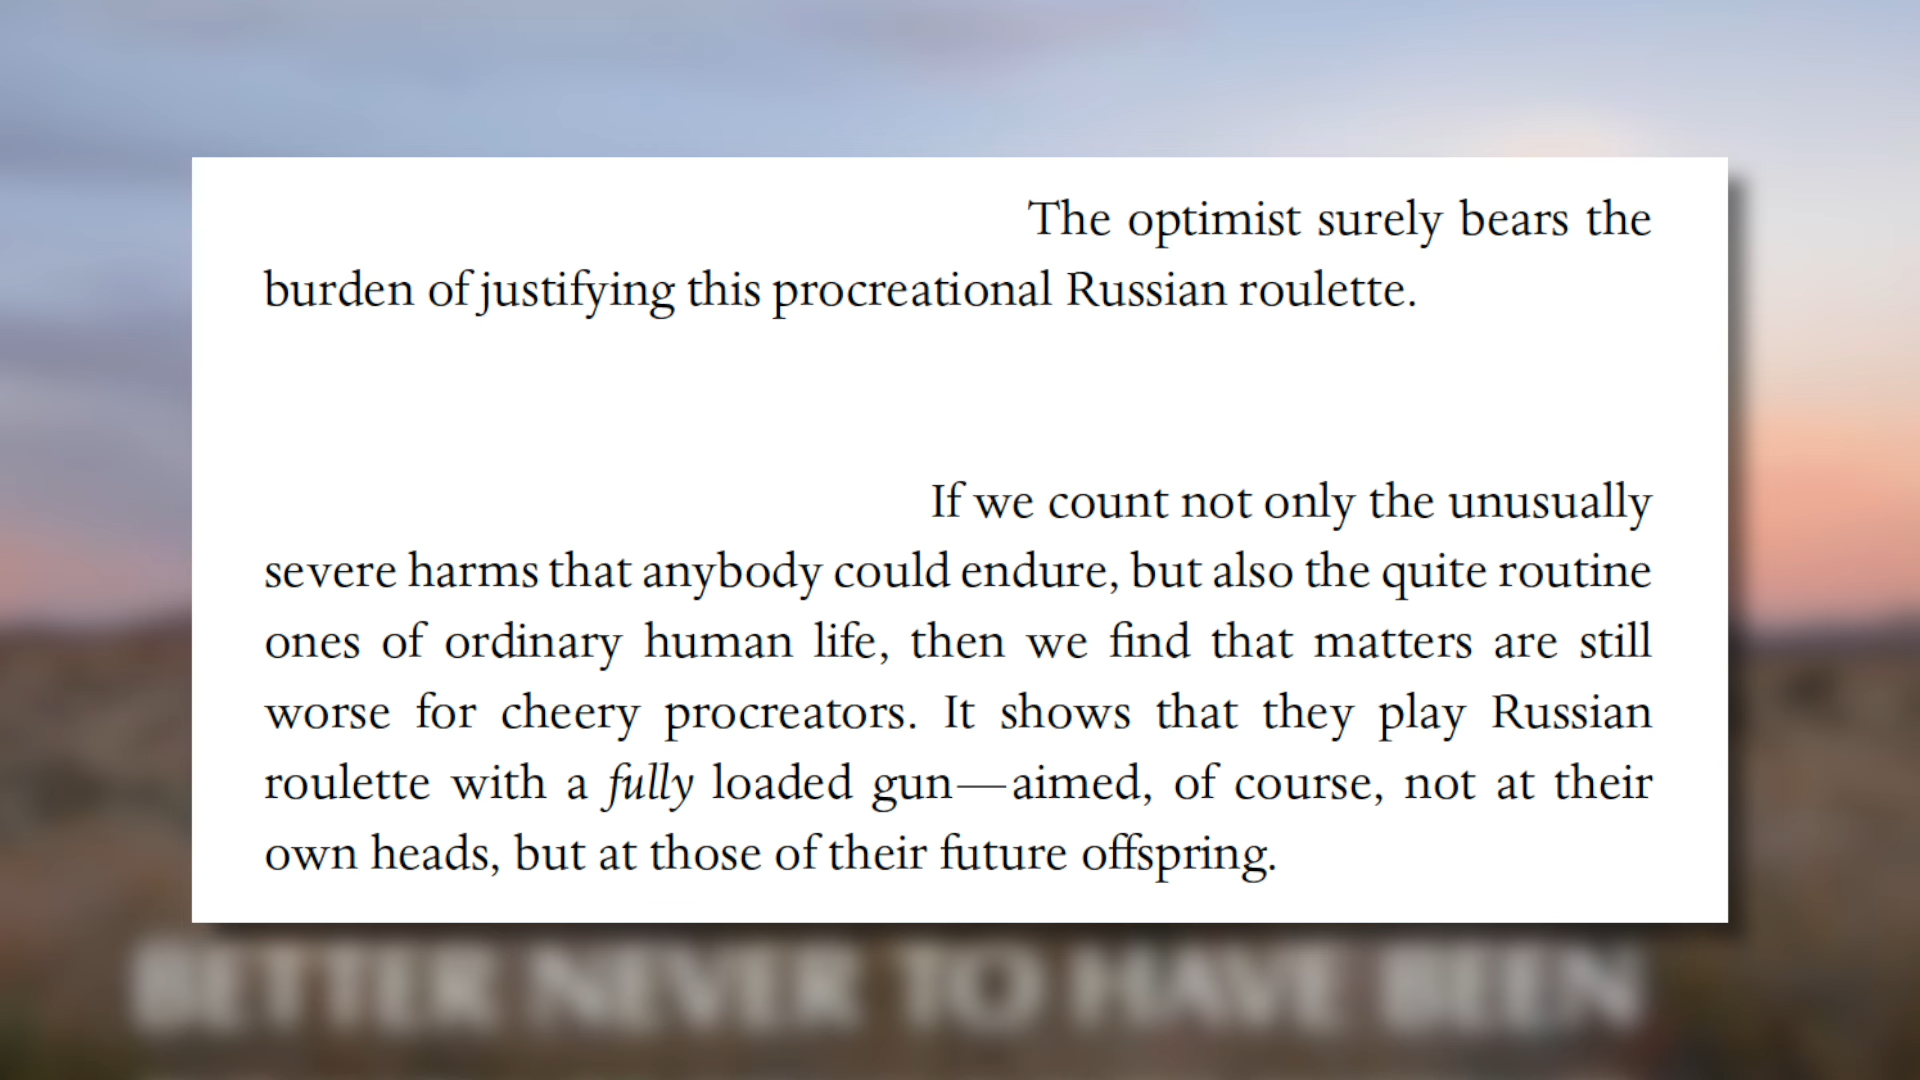 The optimist surely bears the
burden of justifying this procreational Russian roulette.
If we count not only the unusually
severe harms that anybody could endure, but also the quite routine
ones of ordinary human life, then we find that matters are still
worse for cheery procreators. It shows that they play Russian
roulette with a fully loaded gun—aimed, of course, not at their
own heads, but at those of their future offspring.
BETTER NEVER TO HAVE BEEN